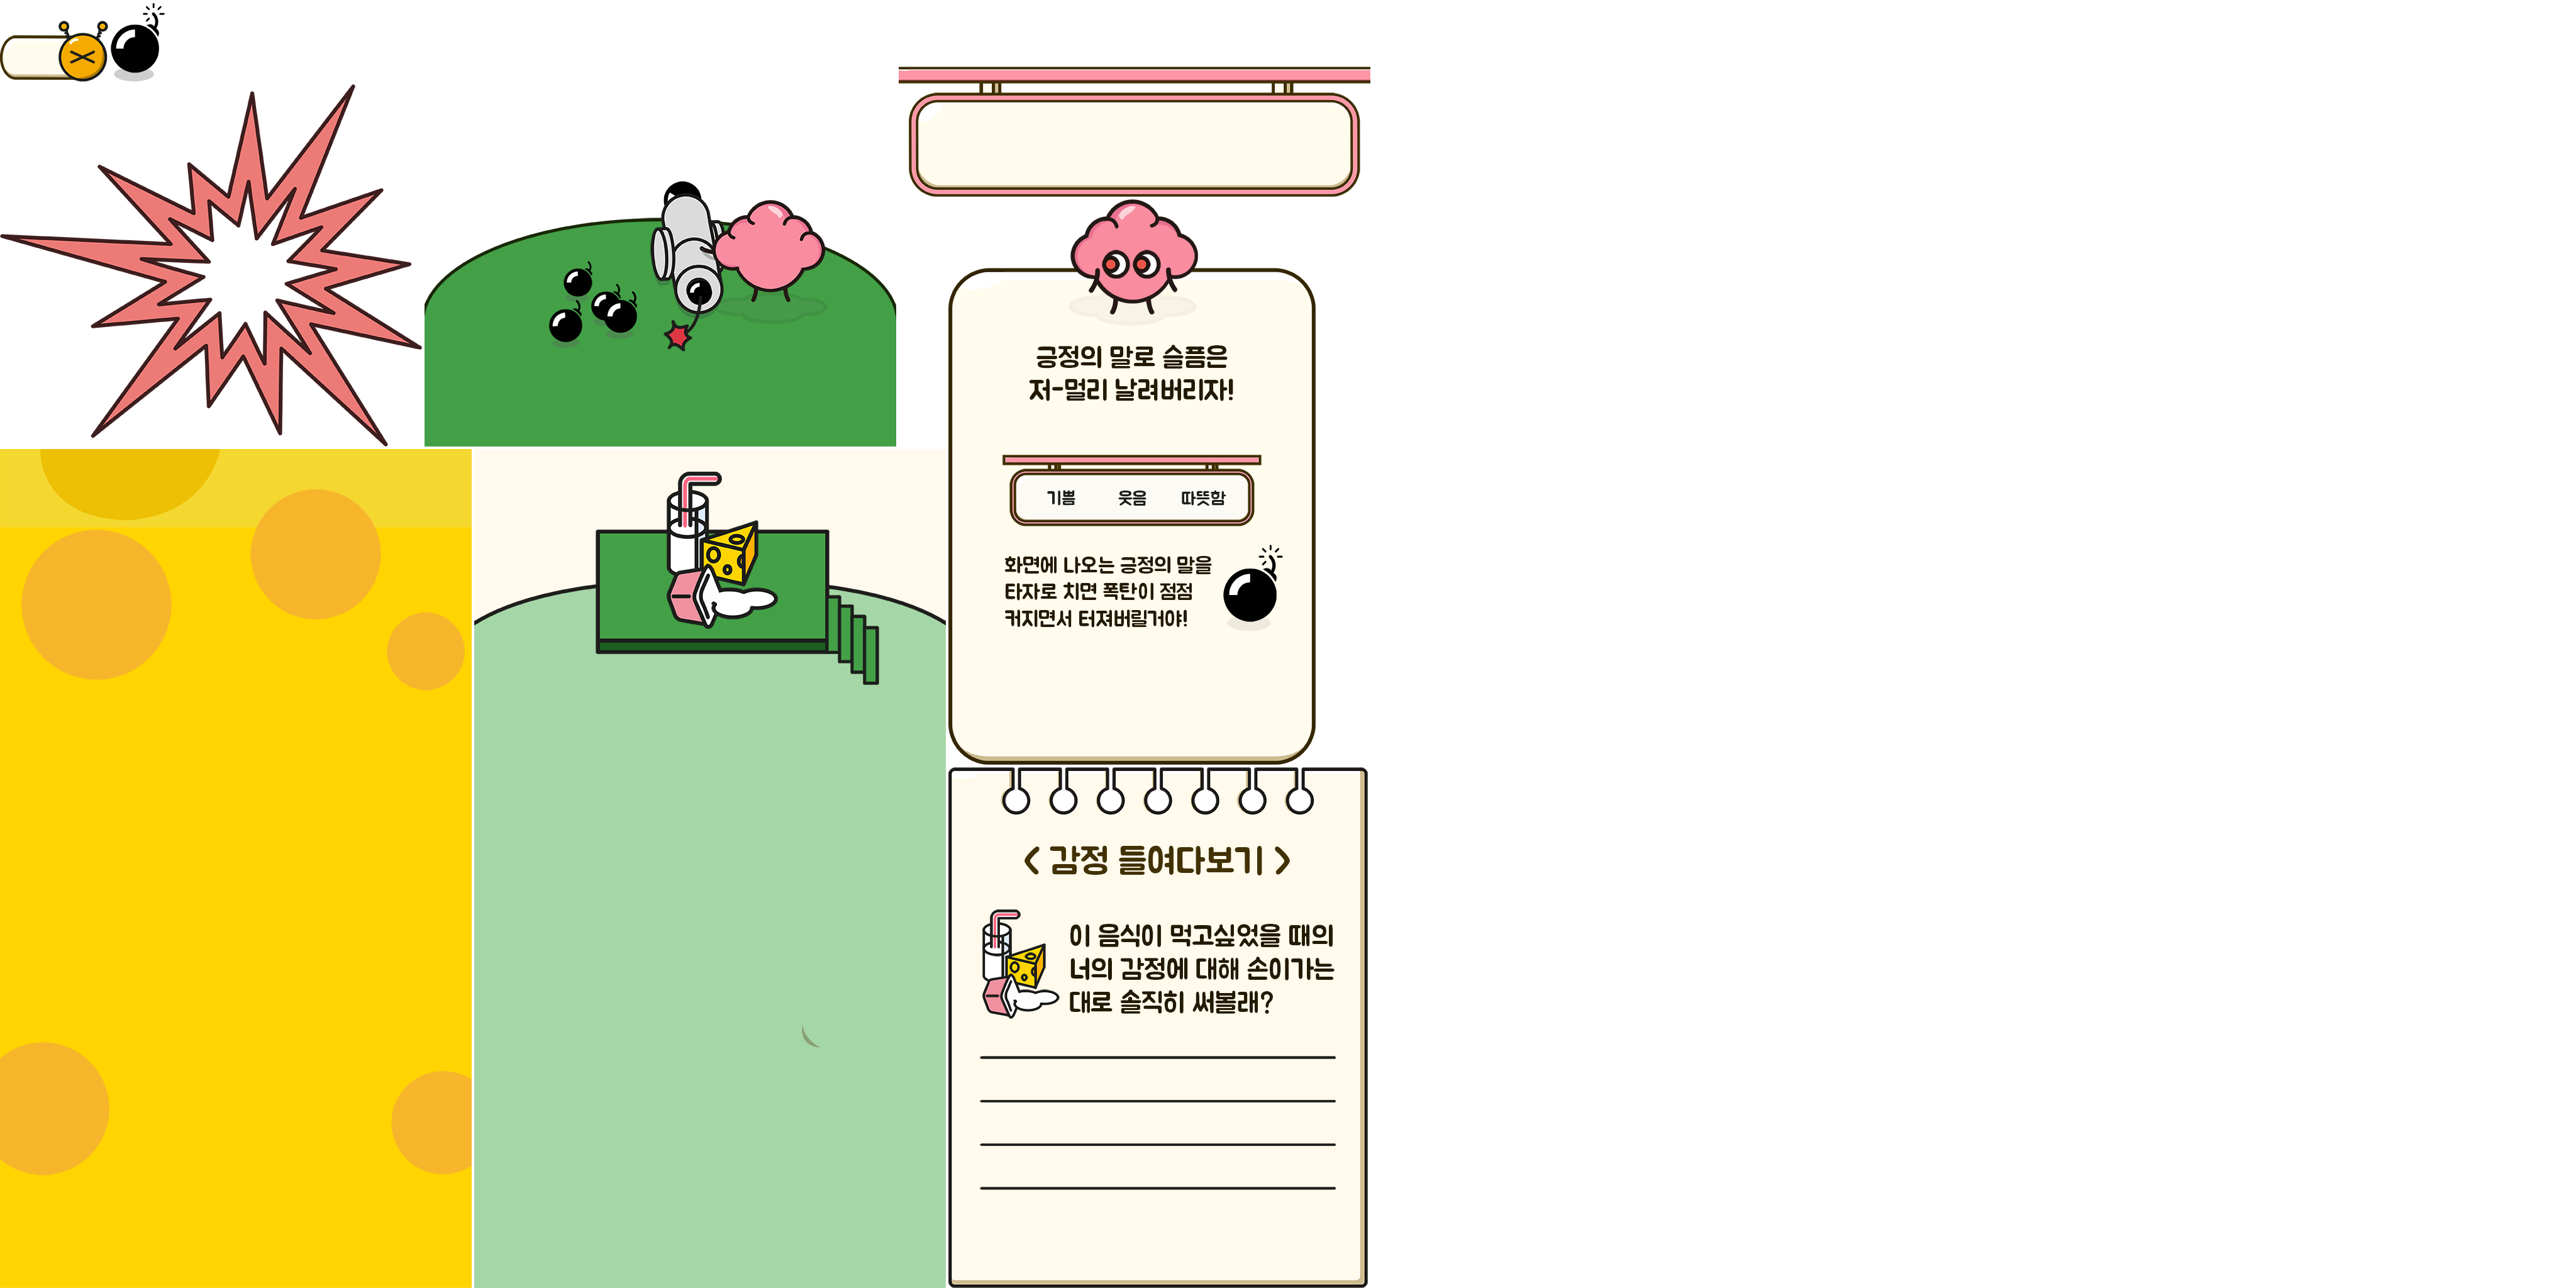 긍정의 말로 슬픔은
저-멀리 날려버리자!
기쁨 웃음 따뜻함
화면에 나오는 긍정의 말을
타자로 치면 폭탄이 점점
커지면서 터져버릴거야!
< 감정 들여다보기 >
이 음식이 먹고싶었을 때의
너의 감정에 대해 손이가는
대로 솔직히 써볼래?